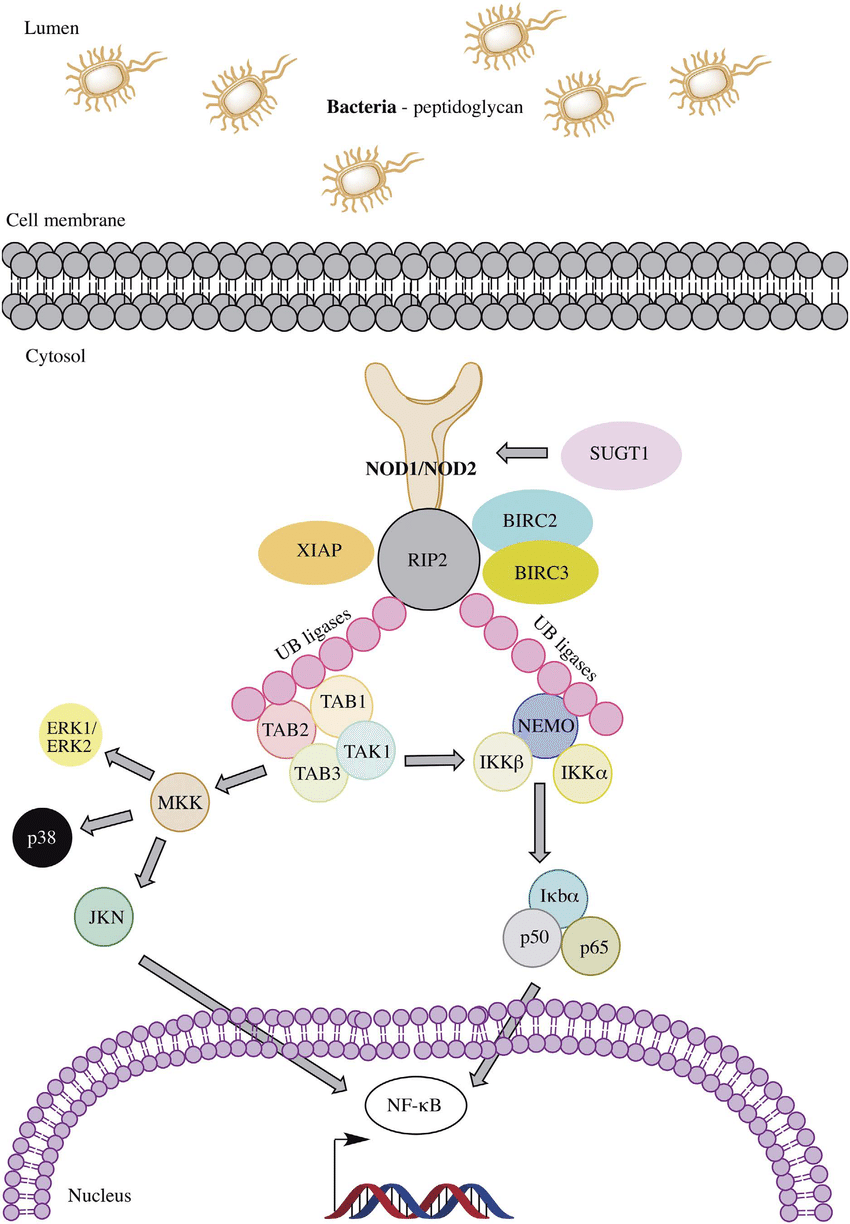 Lumen
Bacteria - peptidoglycan
Cell membrane
Cytosol
NOD1/NOD2
SUGT1
BIRC2
XIAP
RIP2
BIRC3
UB ligases
UB ligases
TAB1
TAB2
NEMO
ERK1/
ERK2
TAK1
TAB3
IKKβ
IKKα
MKK
p38
Iκbα
JKN
p50
p65
NF-κB
Nucleus